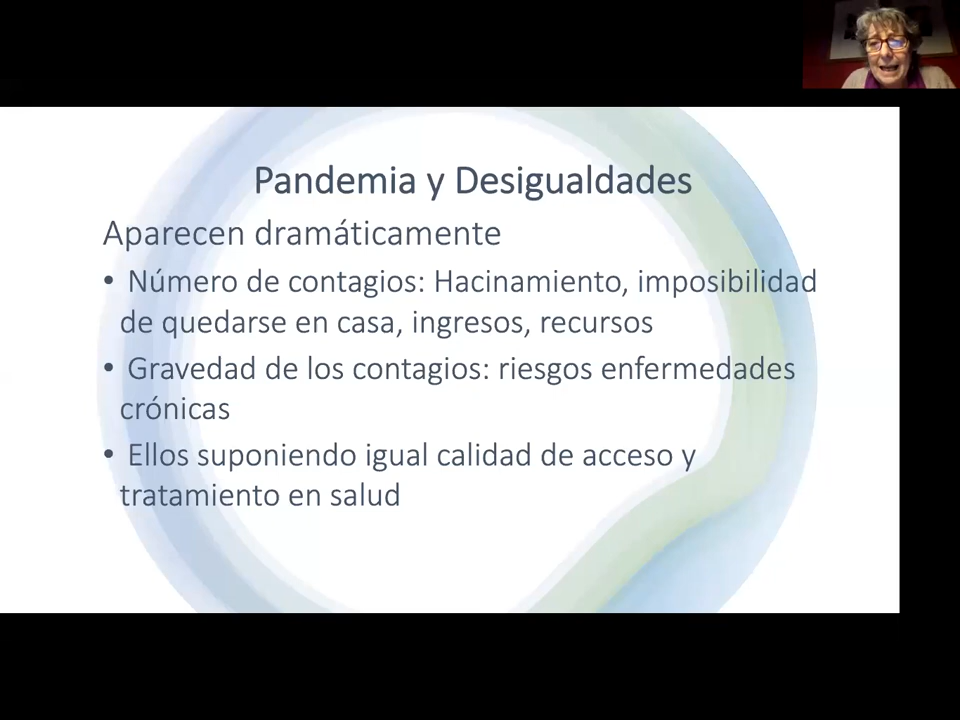 Pandemia y Desigualdades
Aparecen dramáticamente
• Número de contagios: Hacinamiento, imposibilidad
de quedarse en casa, ingresos, recursos
• Gravedad de los contagios: riesgos enfermedades
crónicas
• Ellos suponiendo igual calidad de acceso y
tratamiento en salud